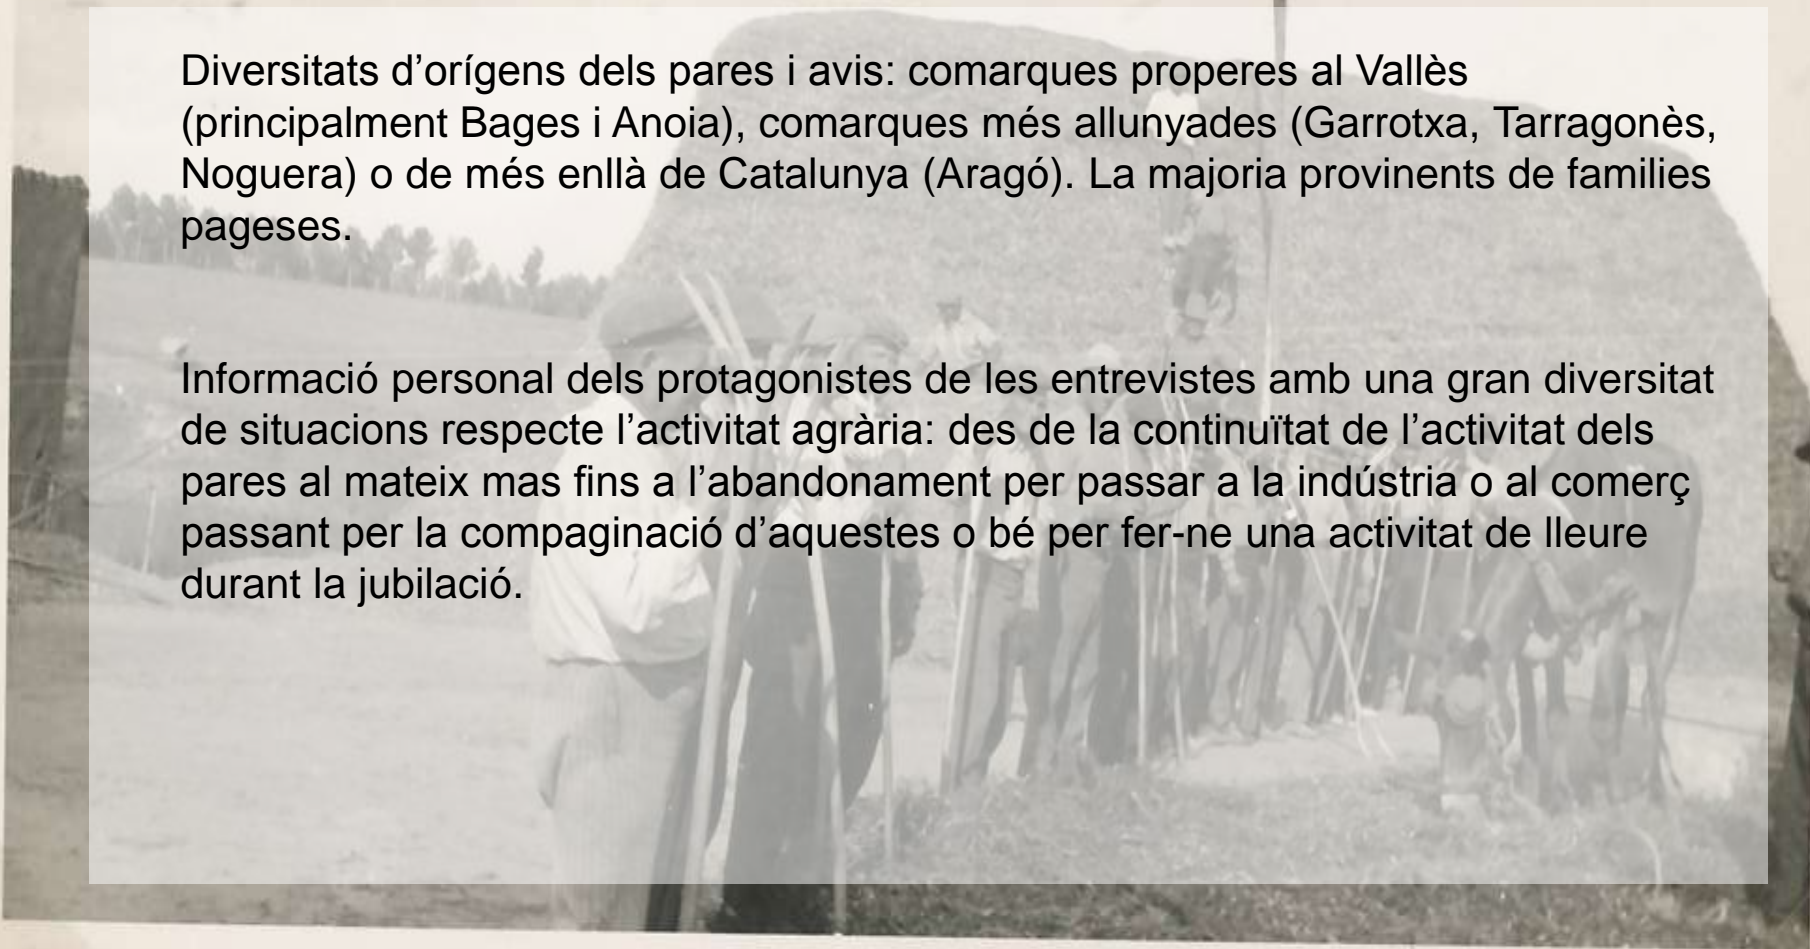 Diversitats d’orígens dels pares i avis: comarques properes al Vallès
(principalment Bages i Anoia), comarques més allunyades (Garrotxa, Tarragonès,
Noguera) o de més enllà de Catalunya (Aragó). La majoria provinents de families
pageses.
Informació personal dels protagonistes de les entrevistes amb una gran diversitat
de situacions respecte l’activitat agrària: des de la continuïtat de l’activitat dels
pares al mateix mas fins a l’abandonament per passar a la indústria o al comerç
passant per la compaginació d’aquestes o bé per fer-ne una activitat de lleure
durant la jubilació.